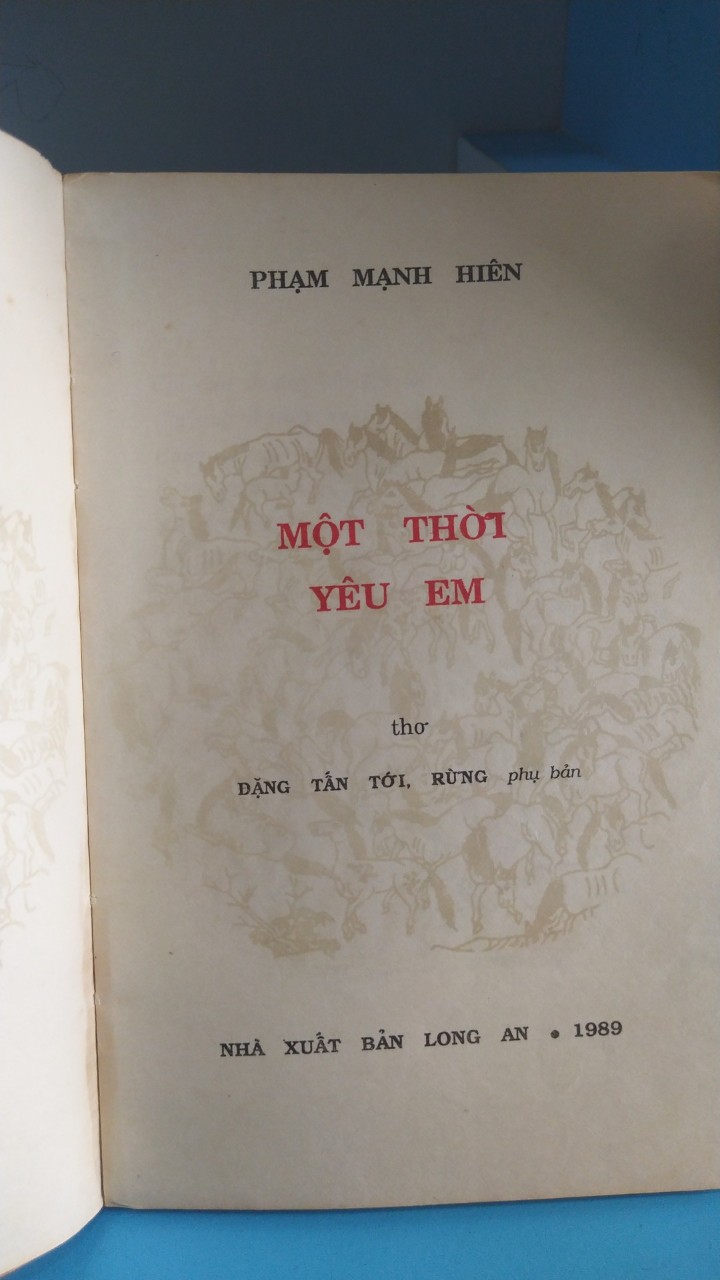 PHẠM MẠNH HIÊN
MỘT THỜI
YÊU EM
thơ
ĐẶNG TẤN TỚI, RỪNG phụ bản
NHÀ XUẤT BẢN LONG AN • 1989